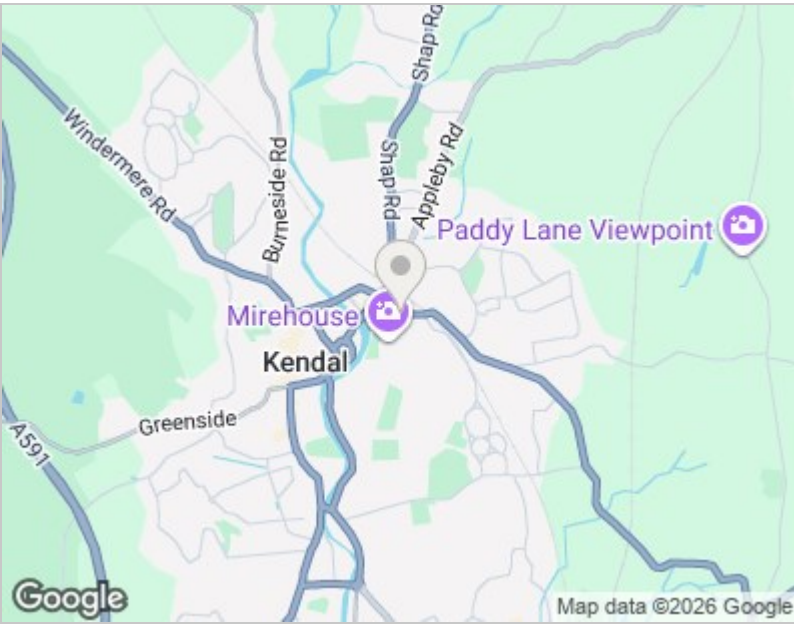 Shap Rd
Windermere Rd
Burneside Rd
Shap Rd
Appleby Rd
Paddy Lane Viewpoint
Mirehouse
Kendal
Greenside
A591
Google
Map data ©2026 Google